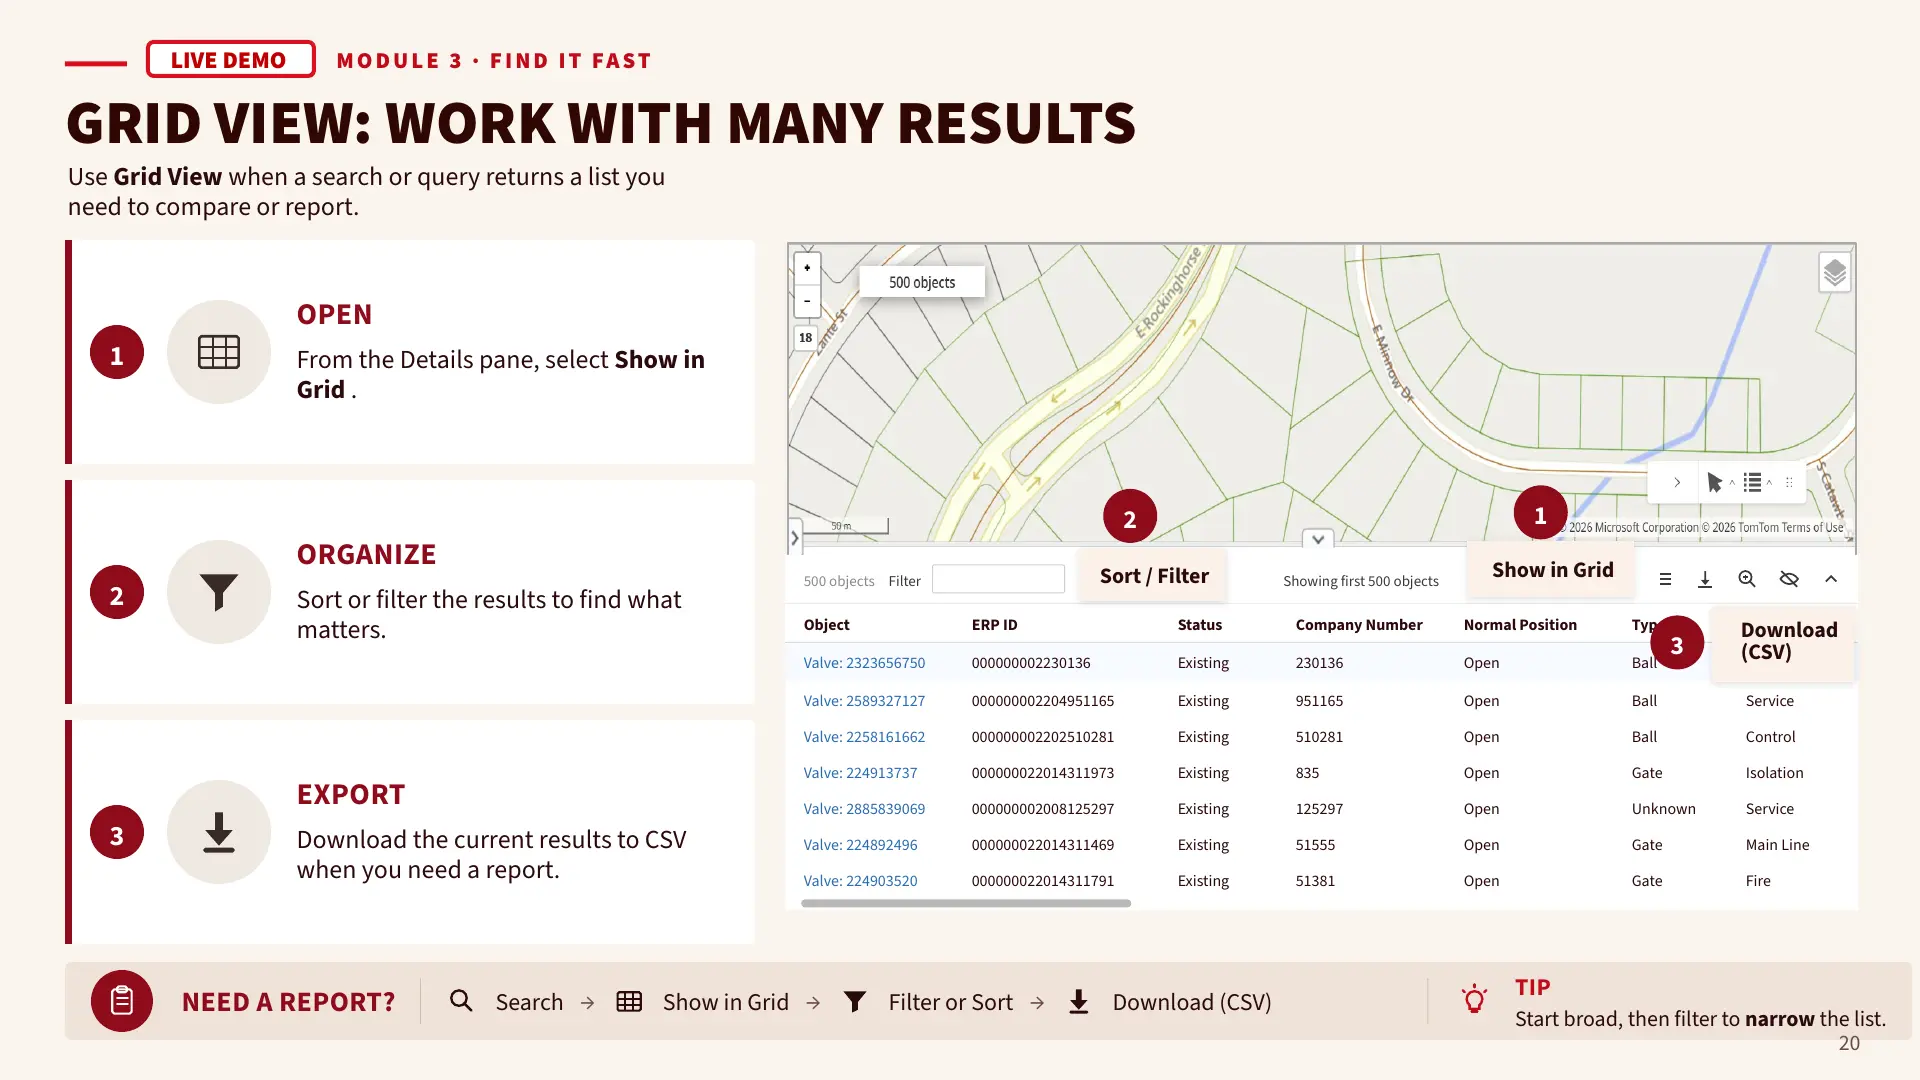 LIVE DEMO
MODULE 3 · FIND IT FAST
GRID VIEW: WORK WITH MANY RESULTS
Use Grid View when a search or query returns a list you
need to compare or report.
1
OPEN
From the Details pane, select Show in
Grid .
2
ORGANIZE
Sort or filter the results to find what
matters.
3
EXPORT
Download the current results to CSV
when you need a report.
+
−
18
500 objects
Zante St
E Rockinghorse
E Minnow Dr
S Catawt
50 m
2026 Microsoft Corporation © 2026 TomTom Terms of Use
2
1
500 objects Filter
Sort / Filter
Showing first 500 objects
Show in Grid
3
Download
(CSV)
Object ERP ID Status Company Number Normal Position Typ
Valve: 2323656750 000000002230136 Existing 230136 Open Ball
Valve: 2589327127 000000002204951165 Existing 951165 Open Ball Service
Valve: 2258161662 000000002202510281 Existing 510281 Open Ball Control
Valve: 224913737 000000022014311973 Existing 835 Open Gate Isolation
Valve: 2885839069 000000002008125297 Existing 125297 Open Unknown Service
Valve: 224892496 000000022014311469 Existing 51555 Open Gate Main Line
Valve: 224903520 000000022014311791 Existing 51381 Open Gate Fire
NEED A REPORT?
Search → Show in Grid → Filter or Sort → Download (CSV)
TIP
Start broad, then filter to narrow the list.
20